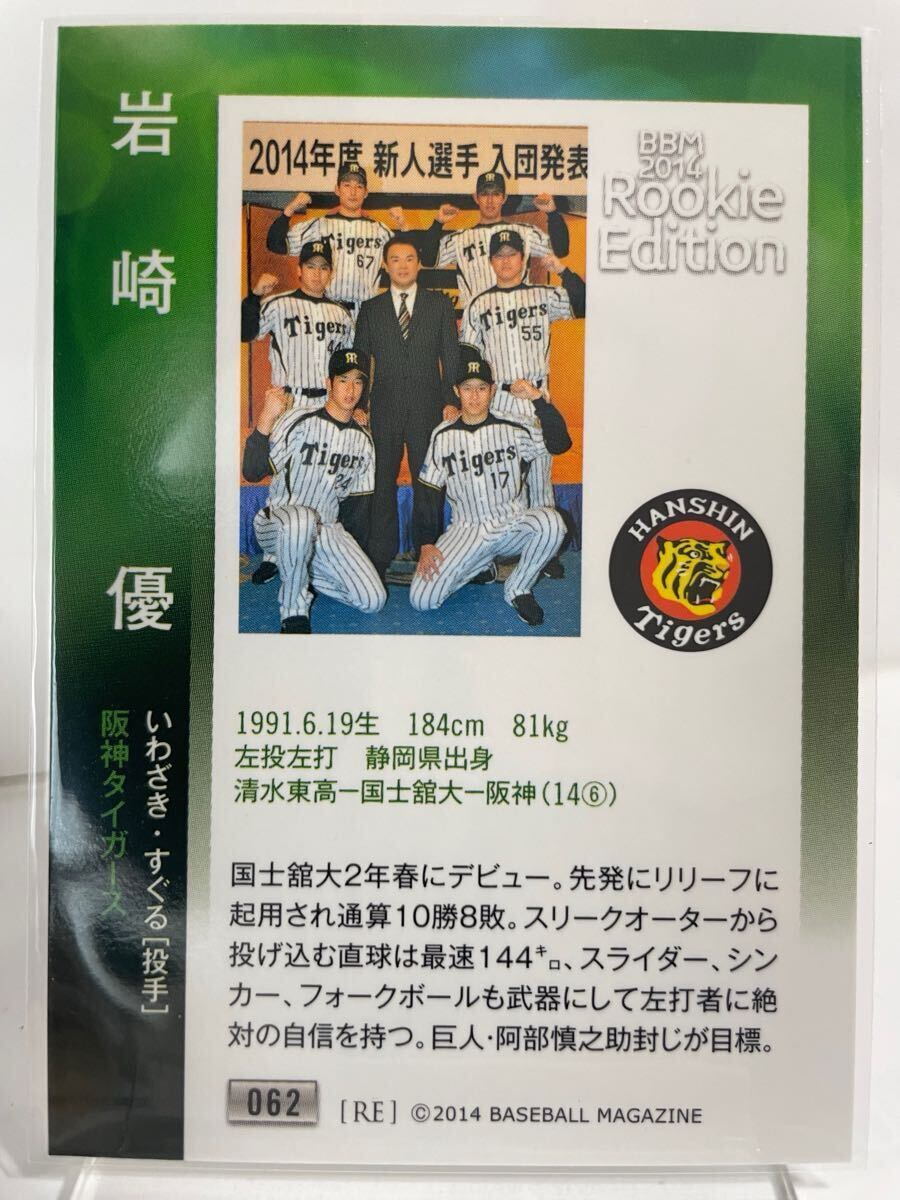 岩崎 優
いわざき・すぐる[投手]
阪神タイガース
2014年度 新人選手 入団発表
BBM
2014
Rookie
Edition
Tigers
67
Tigers
Tigers
Tigers
55
Tigers
24
Tigers
17
HANSHIN
Tigers
1991.6.19生 184cm 81kg
左投左打 静岡県出身
清水東高ー国士舘大ー阪神(14⑥)
国士舘大2年春にデビュー。先発にリリーフに
起用され通算10勝8敗。スリークオーターから
投げ込む直球は最速144㌔、スライダー、シン
カー、フォークボールも武器にして左打者に絶
対の自信を持つ。巨人・阿部慎之助封じが目標。
062
[RE] ©2014 BASEBALL MAGAZINE